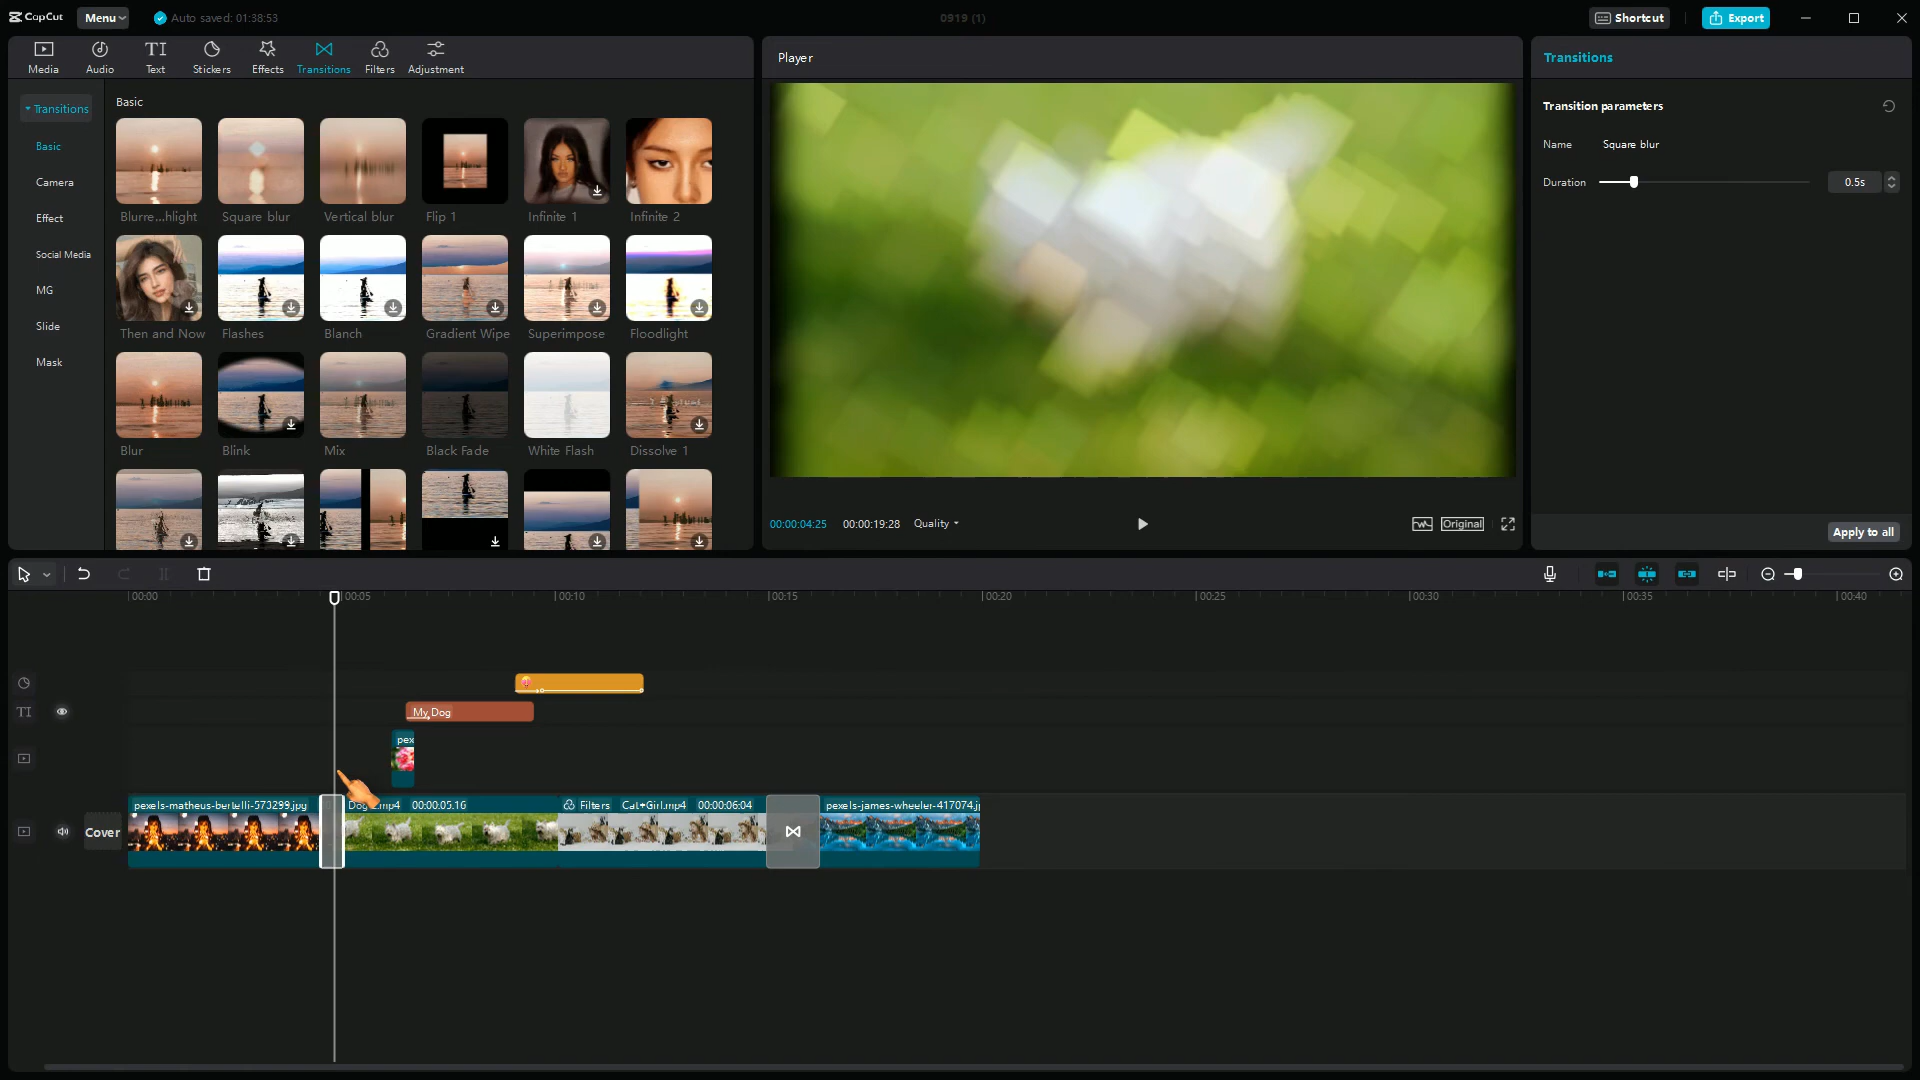 CapCut
Menu
Auto saved: 01:38:53
0919 (1)
Shortcut
Export
Media
Audio
TI
Text
Stickers
Effects
Transitions
Filters
Adjustment
Player
Transitions
Transitions
Basic
Camera
Effect
Social Media
MG
Slide
Mask
Basic
Blurre...hlight
Square blur
Vertical blur
Flip 1
Infinite 1
Infinite 2
Then and Now
Flashes
Blanch
Gradient Wipe
Superimpose
Floodlight
Blur
Blink
Mix
Black Fade
White Flash
Dissolve 1
Transition parameters
Name
Square blur
Duration
0.5s
00:00:04:25
00:00:19:28
Quality
Original
Apply to all
00:00
00:05
00:10
00:15
00:20
00:25
00:30
00:35
00:40
TI
My Dog
pex
pexels-matheus-bertelli-573299.jpg
00:00:05:16
Filters
Cat+Girl.mp4
00:00:06:04
pexels-james-wheeler-417074.j
Cover